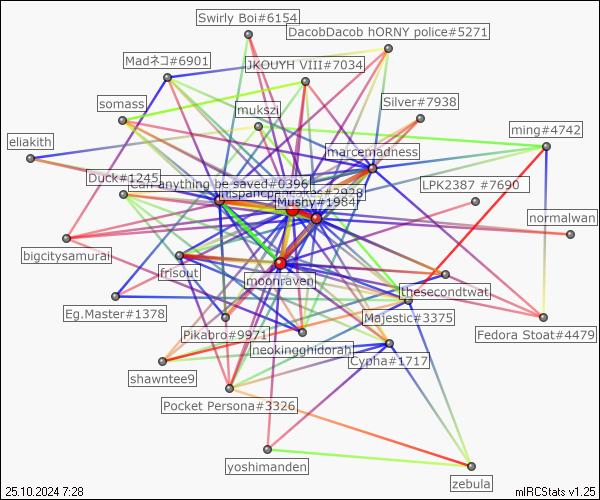 Swirly Boi#6154
DacobDacob hORNY police#5271
Madネコ#6901
JKOUYH VIII#7034
somass
mukszi
Silver#7938
ming#4742
eliakith
marcemadness
Duck#1245
Can anything be saved#0396
mispancpancakes#2928
LPK2387 #7690
Mushy#1984
normalwan
bigcitysamurai
frisout
moonraven
thesecondtwat
Eg.Master#1378
Majestic#3375
Pikabro#9971
Fedora Stoat#4479
neokingghidorah
Cypha#1717
shawntee9
Pocket Persona#3326
yoshimanden
zebula
25.10.2024 7:28
mIRCStats v1.25